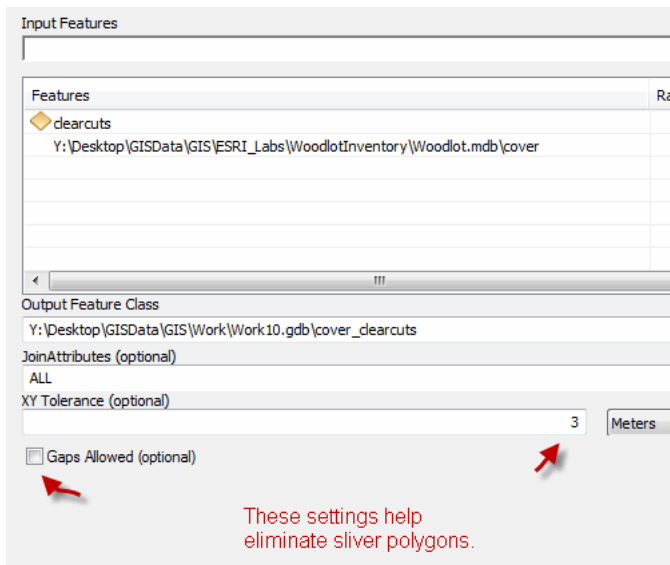 Input Features
Features Ra
clearcuts
Y:\Desktop\GISData\GIS\ESRI_Labs\WoodlotInventory\Woodlot.mdb\cover
Output Feature Class
Y:\Desktop\GISData\GIS\Work\Work10.gdb\cover_clearcuts
JoinAttributes (optional)
ALL
XY Tolerance (optional)
3 Meters
Gaps Allowed (optional)
These settings help
eliminate sliver polygons.